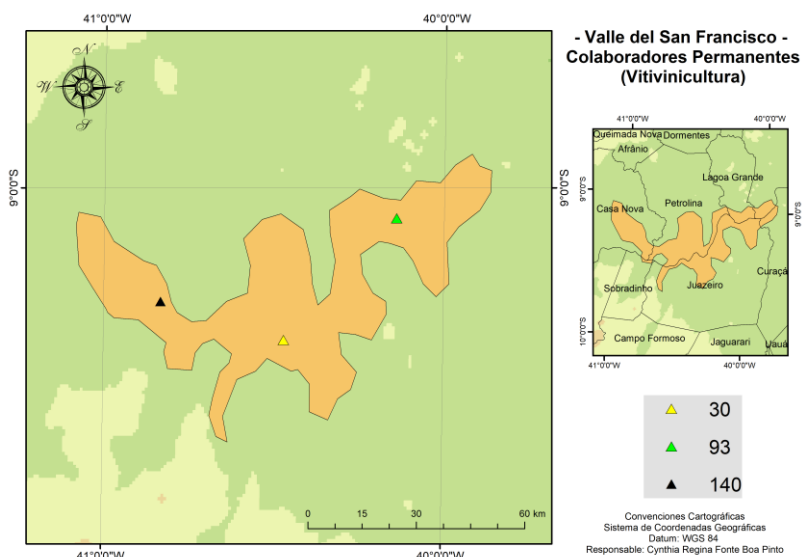 41°0'0"W
40°0'0"W
N
W
E
S
9°0'0"S
9°0'0"S
0
15
30
60 km
41°0'0"W
40°0'0"W
- Valle del San Francisco -
Colaboradores Permanentes
(Vitivinicultura)
41°0'0"W
40°0'0"W
Queimada Nova
Dormentes
Afrânio
Lagoa Grande
9°0'0"S
Petrolina
Casa Nova
9°0'0"S
Curaçá
Sobradinho
Juazeiro
10°0'0"S
Campo Formoso
Jaguarari
Uauá
41°0'0"W
40°0'0"W
30
93
140
Convenciones Cartográficas
Sistema de Coordenadas Geográficas
Datum: WGS 84
Responsable: Cynthia Regina Fonte Boa Pinto